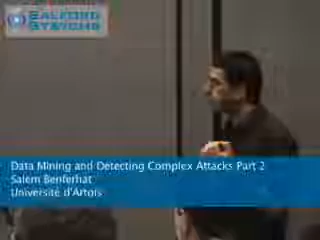 SALFORD
SYSTEMS
Data Mining and Detecting Complex Attacks Part 2
Salem Benferhat
Université d'Artois